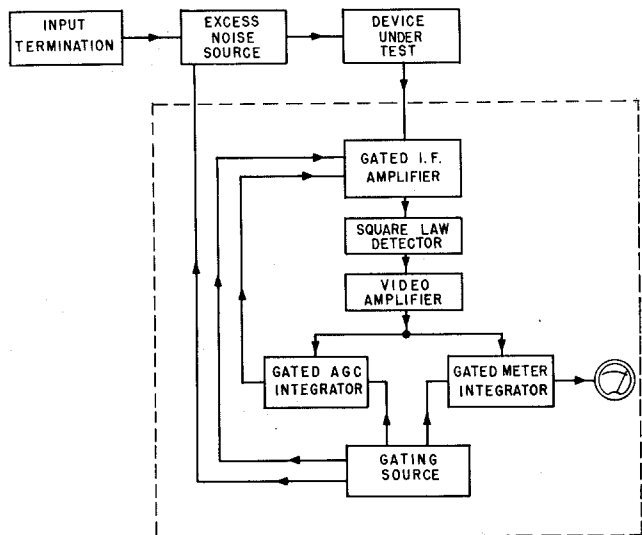 INPUT
TERMINATION
EXCESS
NOISE
SOURCE
DEVICE
UNDER
TEST
GATED I.F.
AMPLIFIER
SQUARE LAW
DETECTOR
VIDEO
AMPLIFIER
GATED AGC
INTEGRATOR
GATED METER
INTEGRATOR
GATING
SOURCE